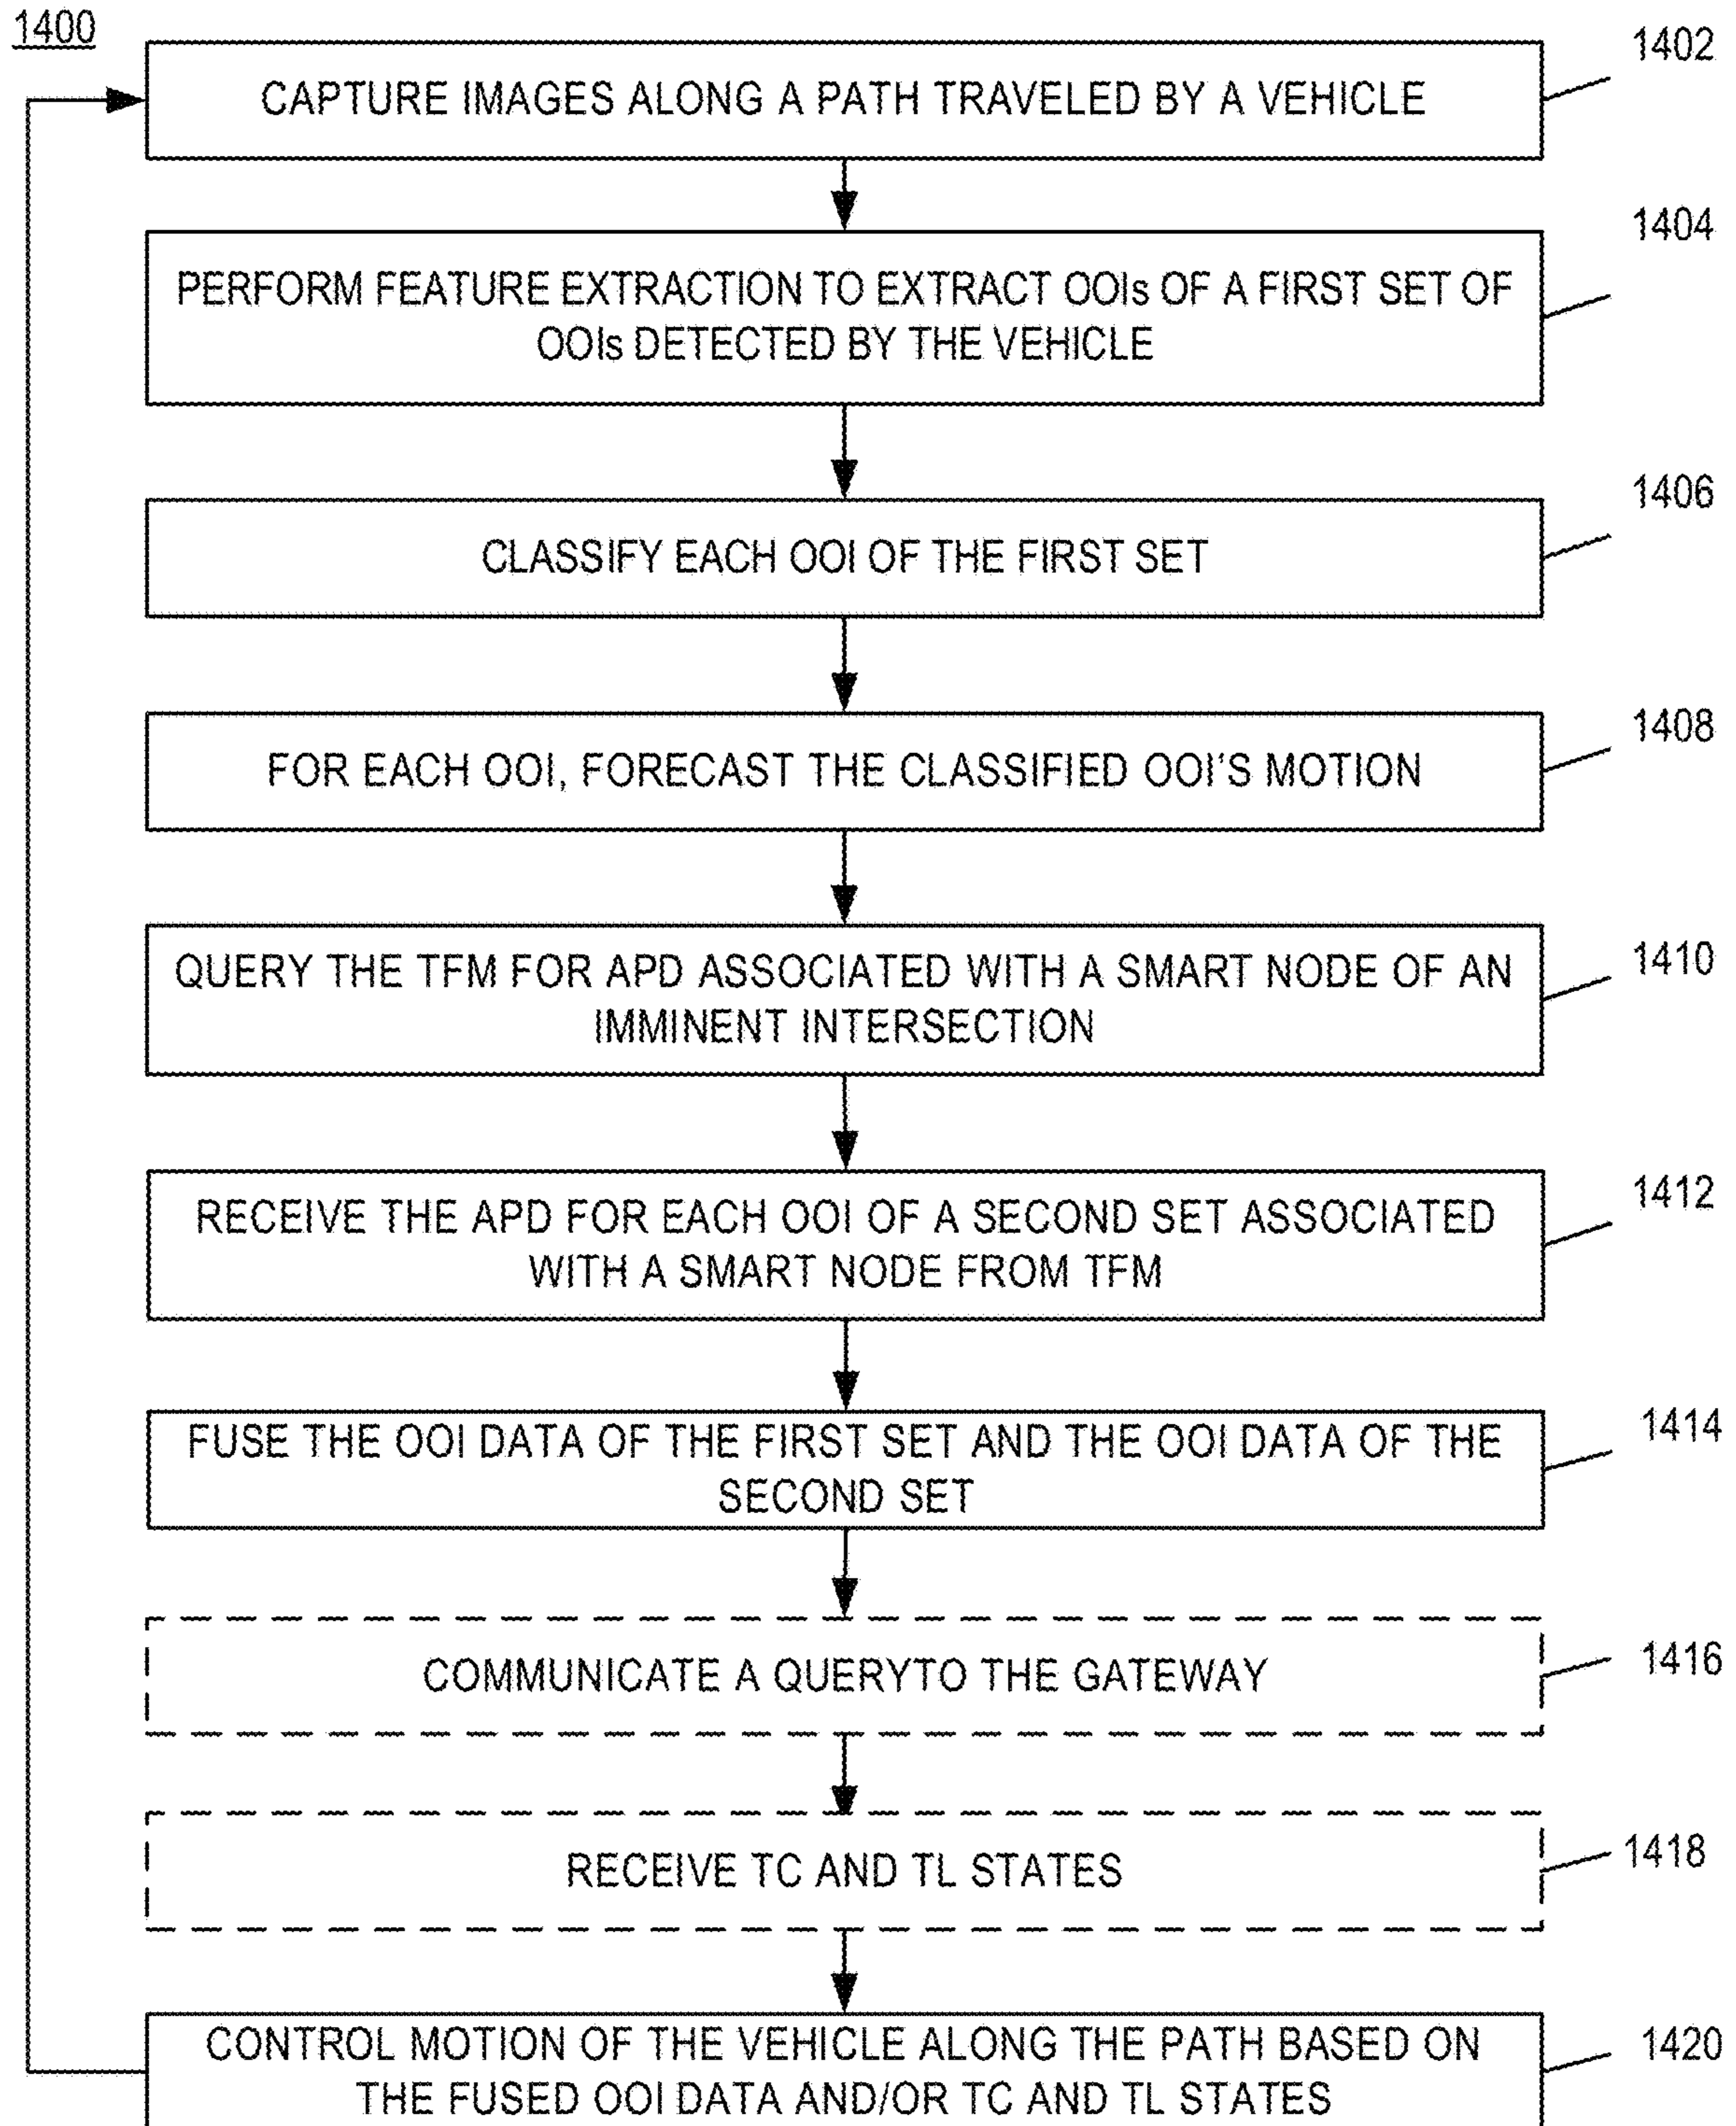 1400
1402
CAPTURE IMAGES ALONG A PATH TRAVELED BY A VEHICLE
1404
PERFORM FEATURE EXTRACTION TO EXTRACT OOIs OF A FIRST SET OF
OOIs DETECTED BY THE VEHICLE
1406
CLASSIFY EACH OOI OF THE FIRST SET
1408
FOR EACH OOI, FORECAST THE CLASSIFIED OOI'S MOTION
1410
QUERY THE TFM FOR APD ASSOCIATED WITH A SMART NODE OF AN
IMMINENT INTERSECTION
1412
RECEIVE THE APD FOR EACH OOI OF A SECOND SET ASSOCIATED
WITH A SMART NODE FROM TFM
1414
FUSE THE OOI DATA OF THE FIRST SET AND THE OOI DATA OF THE
SECOND SET
1416
COMMUNICATE A QUERYTO THE GATEWAY
1418
RECEIVE TC AND TL STATES
1420
CONTROL MOTION OF THE VEHICLE ALONG THE PATH BASED ON
THE FUSED OOI DATA AND/OR TC AND TL STATES